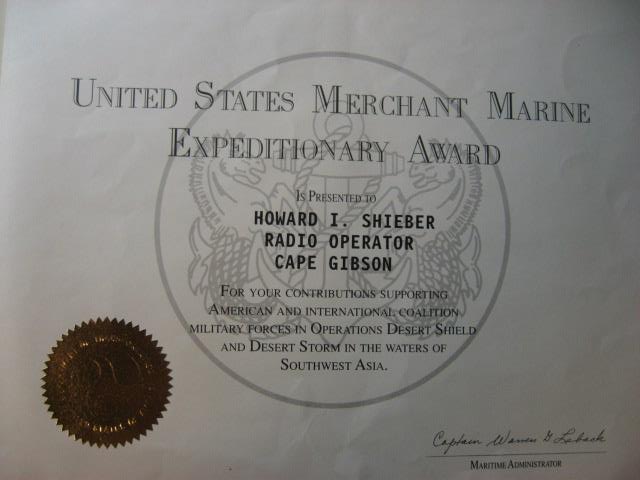 UNITED STATES MERCHANT MARINE
EXPEDITIONARY AWARD
IS PRESENTED TO
HOWARD I. SHIEBER
RADIO OPERATOR
CAPE GIBSON
FOR YOUR CONTRIBUTIONS SUPPORTING
AMERICAN AND INTERNATIONAL COALITION
MILITARY FORCES IN OPERATIONS DESERT SHIELD
AND DESERT STORM IN THE WATERS OF
SOUTHWEST ASIA.
Captain Warren G Leback
MARITIME ADMINISTRATOR